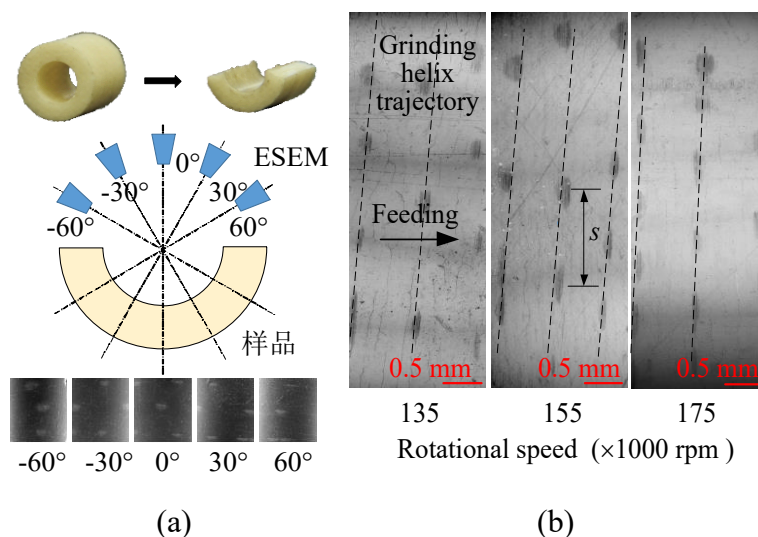 ESEM
0°
-30°
30°
-60°
60°
样品
-60°
-30°
0°
30°
60°
(a)
Grinding
helix
trajectory
Feeding
s
0.5 mm
0.5 mm
0.5 mm
135
155
175
Rotational speed (×1000 rpm )
(b)